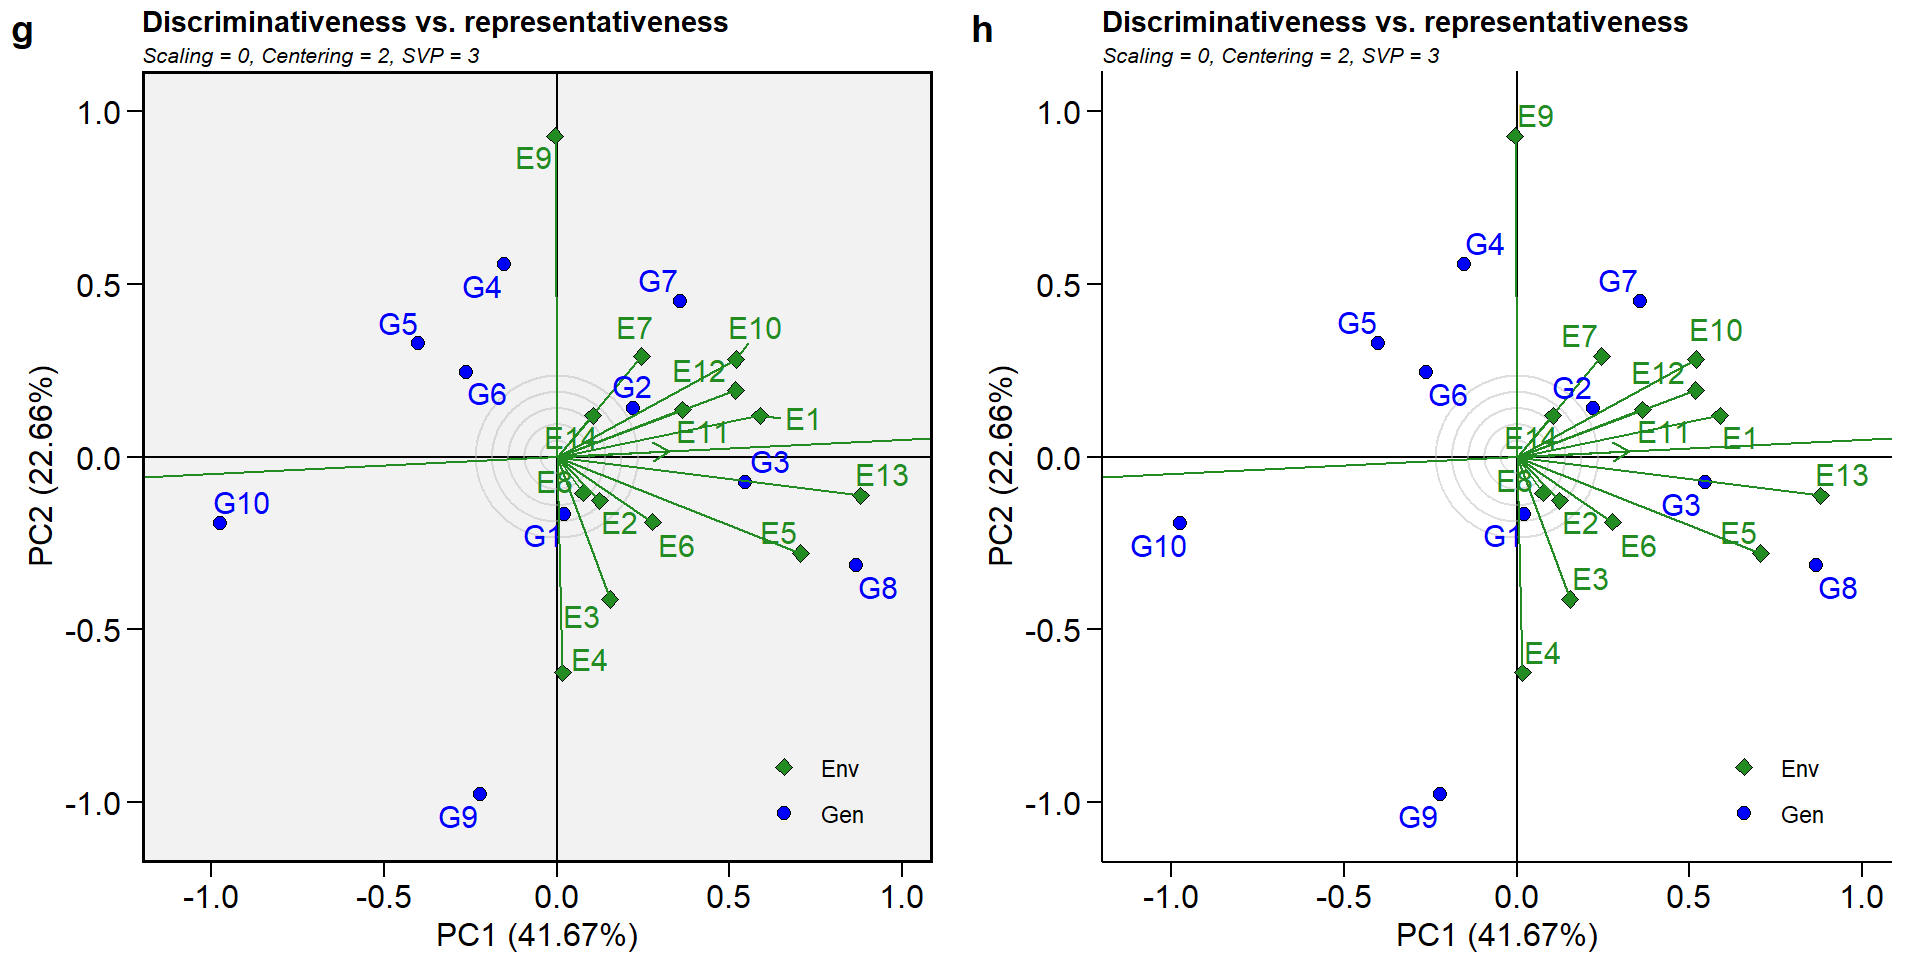 g
Discriminativeness vs. representativeness
Scaling = 0, Centering = 2, SVP = 3
1.0
0.5
0.0
-0.5
-1.0
PC2 (22.66%)
E9
G4
G7
G5
E7
E10
E12
G6
G2
E1
E14
E11
G3
E8
E13
G10
G1
E2
E6
E5
G8
E3
E4
G9
Env
Gen
-1.0
-0.5
0.0
0.5
1.0
PC1 (41.67%)
h
Discriminativeness vs. representativeness
Scaling = 0, Centering = 2, SVP = 3
1.0
0.5
0.0
-0.5
-1.0
PC2 (22.66%)
E9
G4
G7
G5
E7
E10
E12
G6
G2
E14
E11
E1
E8
E13
G3
G10
G1
E2
E6
E5
E3
G8
E4
G9
Env
Gen
-1.0
-0.5
0.0
0.5
1.0
PC1 (41.67%)